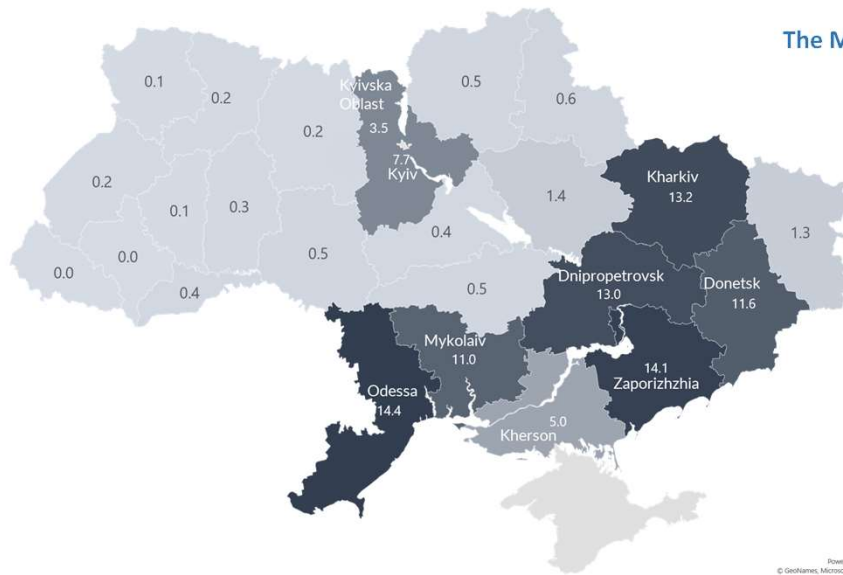 The M
0.1
0.2
0.2
Kyivska
Oblast
3.5
0.5
0.6
7.7
Kyiv
0.2
0.1
0.3
1.4
Kharkiv
13.2
0.0
0.0
0.4
0.5
0.4
0.5
1.3
Dnipropetrovsk
13.0
Donetsk
11.6
Mykolaiv
11.0
14.1
Zaporizhzhia
Odessa
14.4
5.0
Kherson
Powe
© GeoNames, Microso